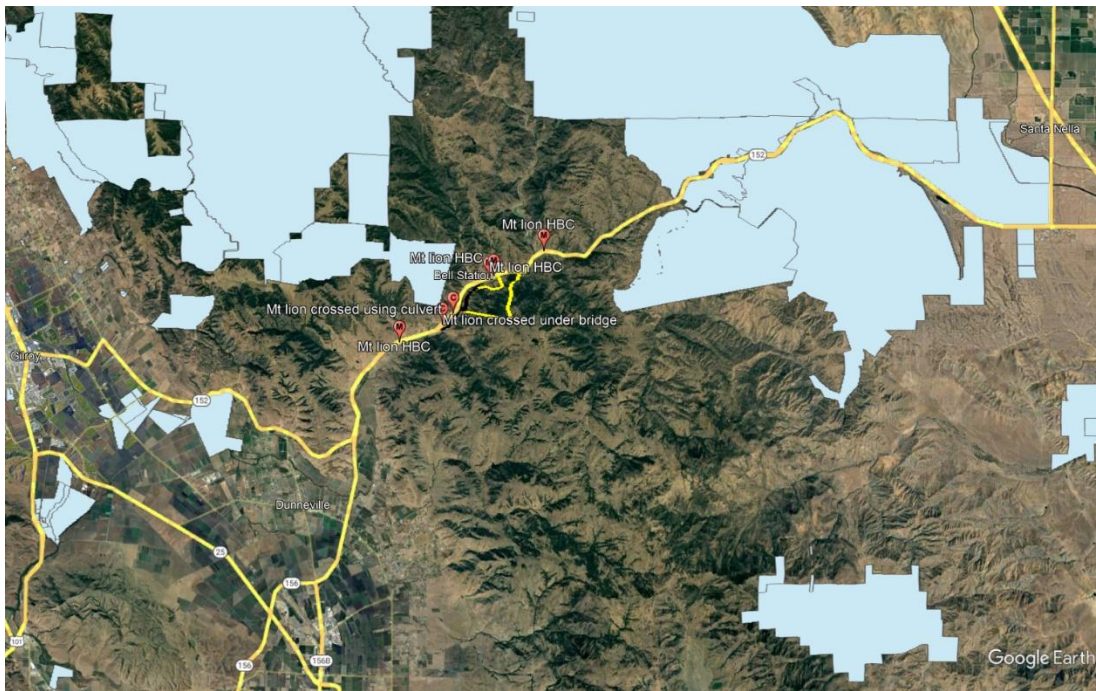 Santa Nella
152
Mt lion HBC
M
Mt lion HBC
M
Mt lion HBC
Bell Station
C
Mt lion crossed using culvert
Mt lion crossed under bridge
M
Mt lion HBC
Gilroy
152
Dunneville
25
156
101
156
156B
Google Earth